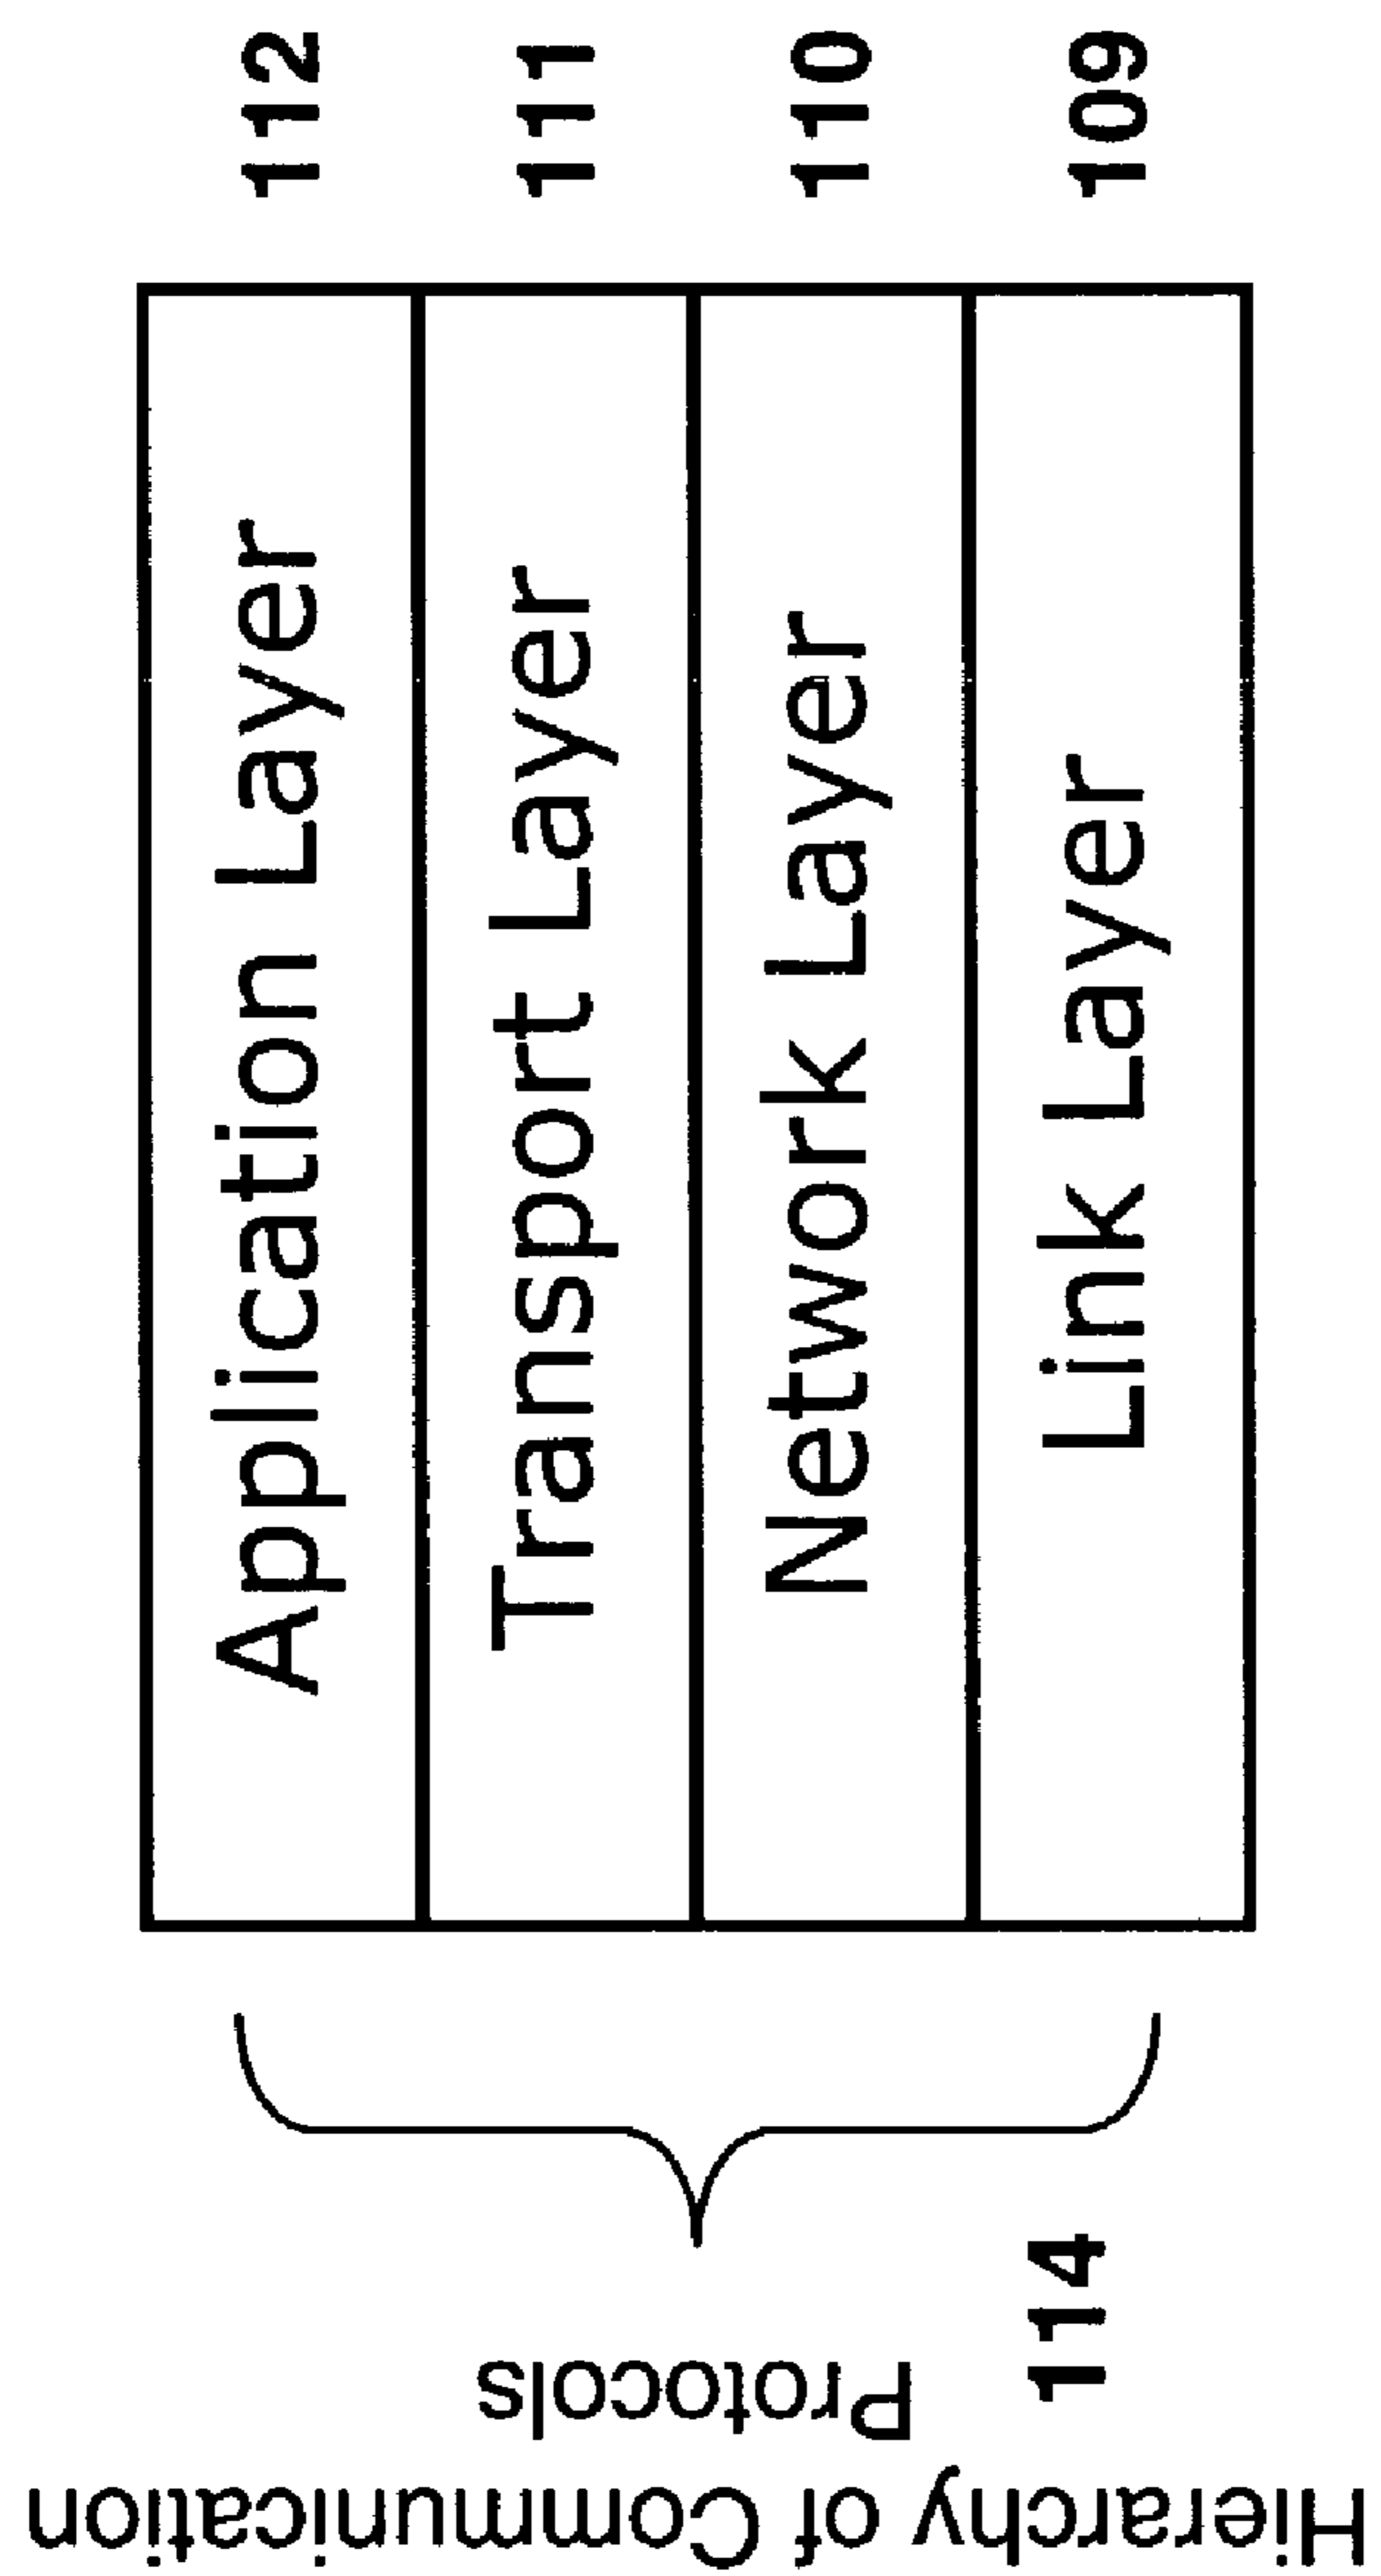 Hierarchy of Communication
Protocols
114
Application Layer
112
Transport Layer
111
Network Layer
110
Link Layer
109